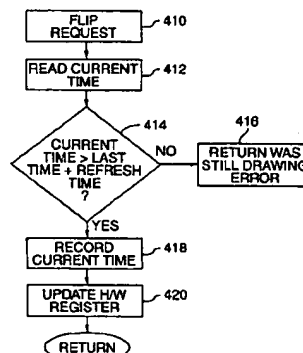 FLIP
REQUEST
410
READ CURRENT
TIME
412
414
CURRENT
TIME > LAST
TIME + REFRESH
TIME
?
NO
416
RETURN WAS
STILL DRAWING
ERROR
YES
RECORD
CURRENT TIME
418
UPDATE H/W
REGISTER
420
RETURN